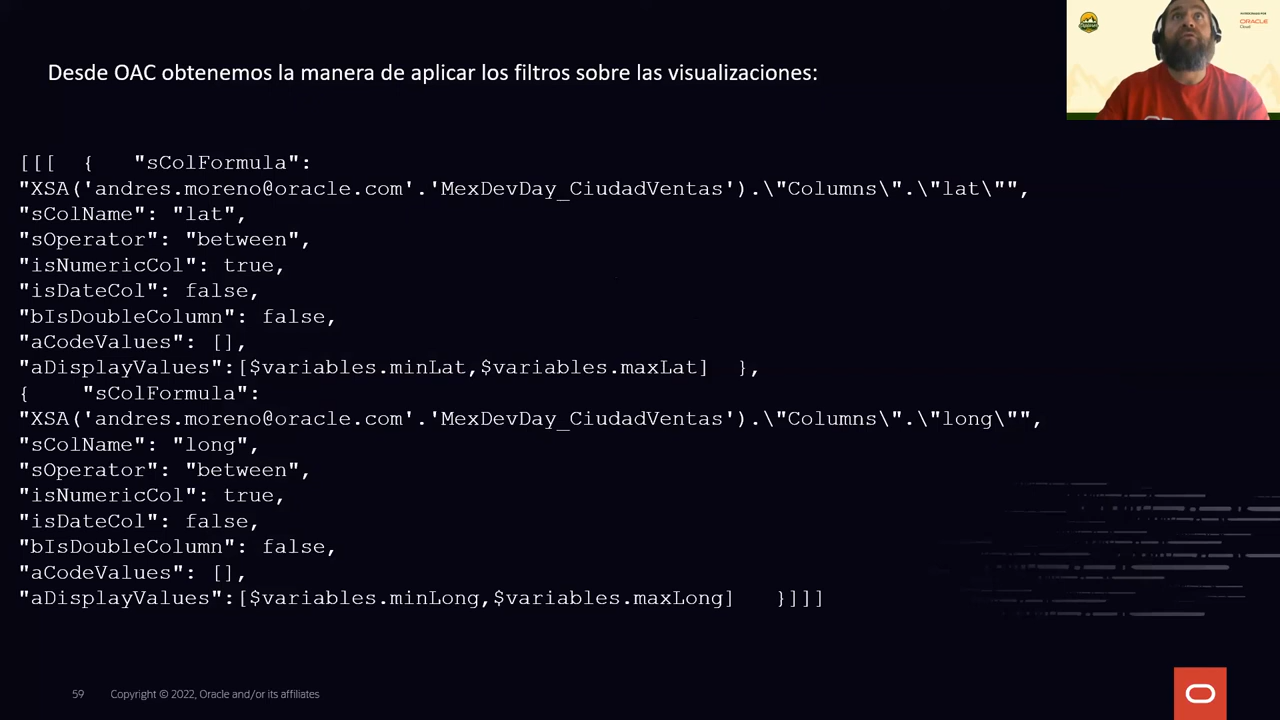 Desde OAC obtenemos la manera de aplicar los filtros sobre las visualizaciones:
[[[  {   "sColFormula":
"XSA('andres.moreno@oracle.com'.'MexDevDay_CiudadVentas').\"Columns\".\"lat\"",
"sColName": "lat",
"sOperator": "between",
"isNumericCol": true,
"isDateCol": false,
"bIsDoubleColumn": false,
"aCodeValues": [],
"aDisplayValues":[$variables.minLat,$variables.maxLat]  },
{    "sColFormula":
"XSA('andres.moreno@oracle.com'.'MexDevDay_CiudadVentas').\"Columns\".\"long\"",
"sColName": "long",
"sOperator": "between",
"isNumericCol": true,
"isDateCol": false,
"bIsDoubleColumn": false,
"aCodeValues": [],
"aDisplayValues":[$variables.minLong,$variables.maxLong]   }]]]
59 Copyright © 2022, Oracle and/or its affiliates
ORACLE
Cloud